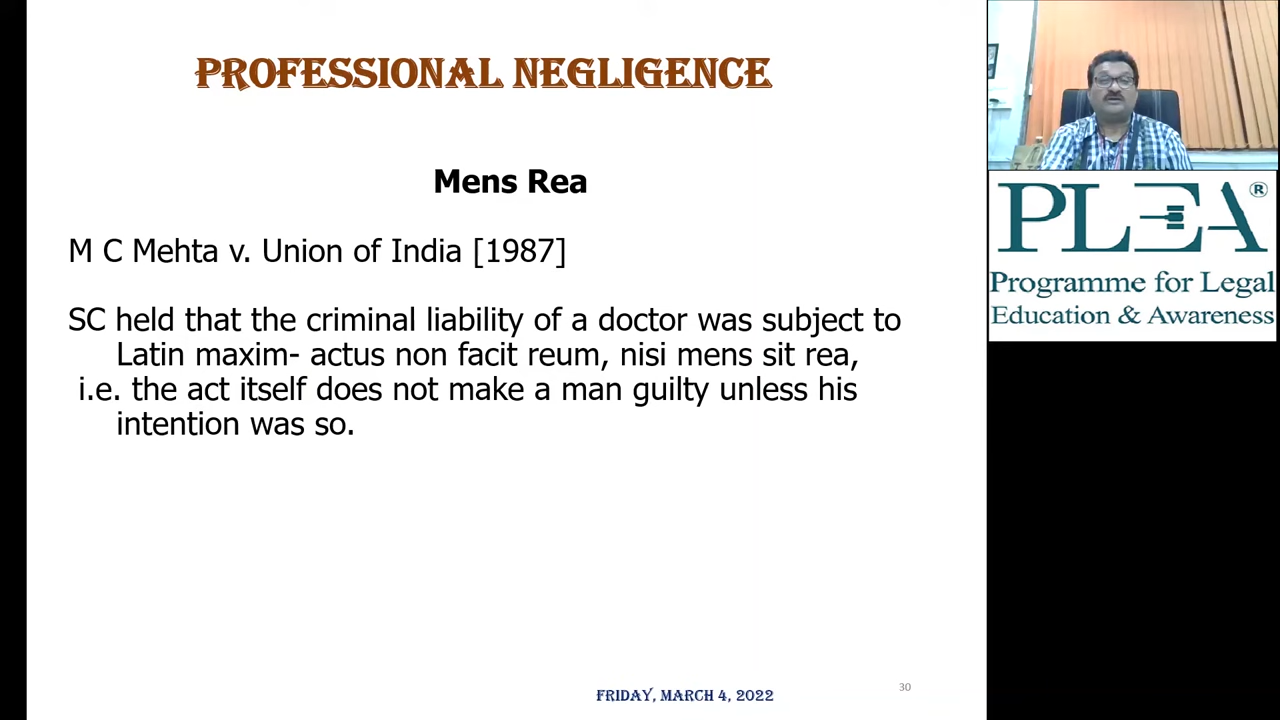 PROFESSIONAL NEGLIGENCE
Mens Rea
M C Mehta v. Union of India [1987]
SC held that the criminal liability of a doctor was subject to
Latin maxim- actus non facit reum, nisi mens sit rea,
i.e. the act itself does not make a man guilty unless his
intention was so.
FRIDAY, MARCH 4, 2022
30
PLEA®
Programme for Legal
Education & Awareness